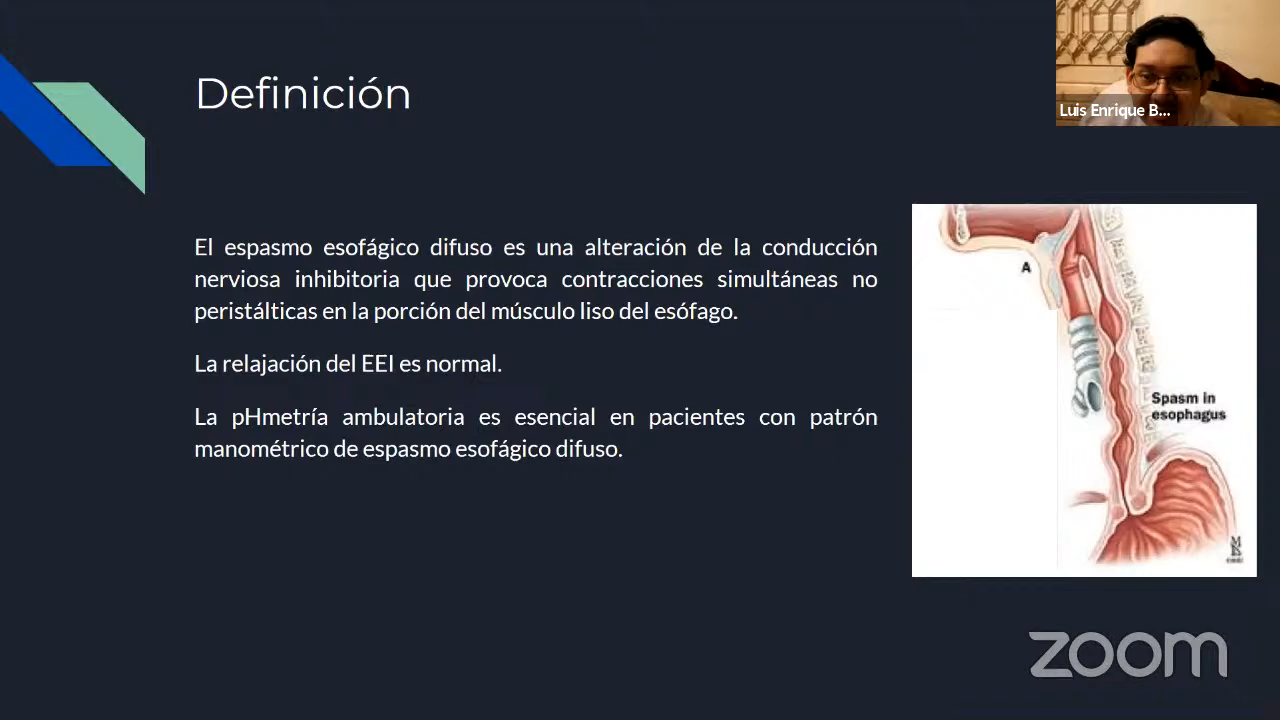 Definición
Luis Enrique B...
El espasmo esofágico difuso es una alteración de la conducción
nerviosa inhibitoria que provoca contracciones simultáneas no
peristálticas en la porción del músculo liso del esófago.
La relajación del EEI es normal.
La pHmetría ambulatoria es esencial en pacientes con patrón
manométrico de espasmo esofágico difuso.
A
Spasm in
esophagus
zoom